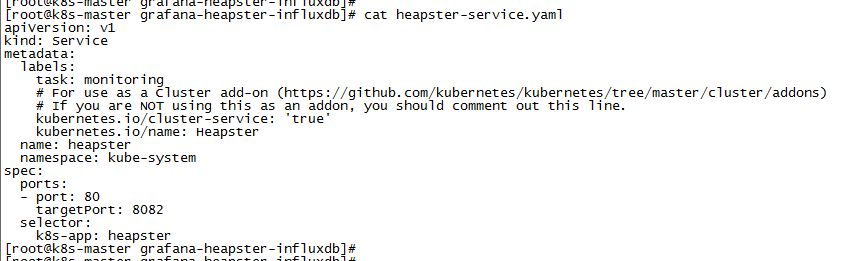 [root@k8s-master grafana-heapster-influxdb]#
[root@k8s-master grafana-heapster-influxdb]# cat heapster-service.yaml
apiVersion: v1
kind: Service
metadata:
  labels:
    task: monitoring
    # For use as a Cluster add-on (https://github.com/kubernetes/kubernetes/tree/master/cluster/addons)
    # If you are NOT using this as an addon, you should comment out this line.
    kubernetes.io/cluster-service: 'true'
    kubernetes.io/name: Heapster
  name: heapster
  namespace: kube-system
spec:
  ports:
  - port: 80
    targetPort: 8082
  selector:
    k8s-app: heapster
[root@k8s-master grafana-heapster-influxdb]#
[root@k8s-master grafana-heapster-influxdb]#